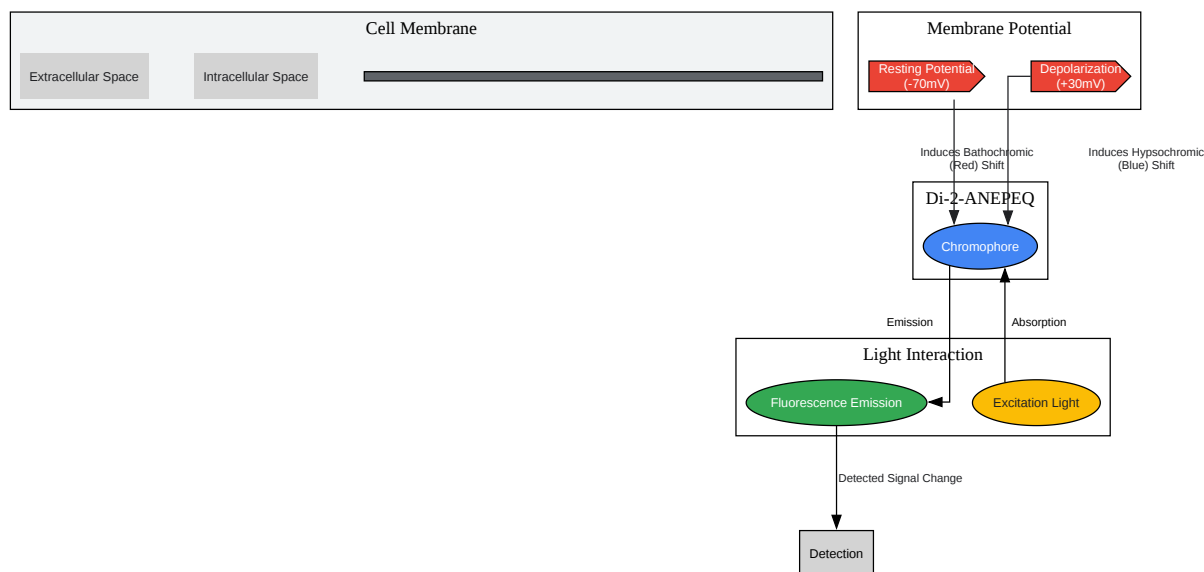 Cell Membrane
Extracellular Space
Intracellular Space
Membrane Potential
Resting Potential
(-70mV)
Depolarization
(+30mV)
Induces Bathochromic
(Red) Shift
Induces Hypsochromic
(Blue) Shift
Di-2-ANEPEQ
Chromophore
Emission
Absorption
Light Interaction
Fluorescence Emission
Excitation Light
Detected Signal Change
Detection